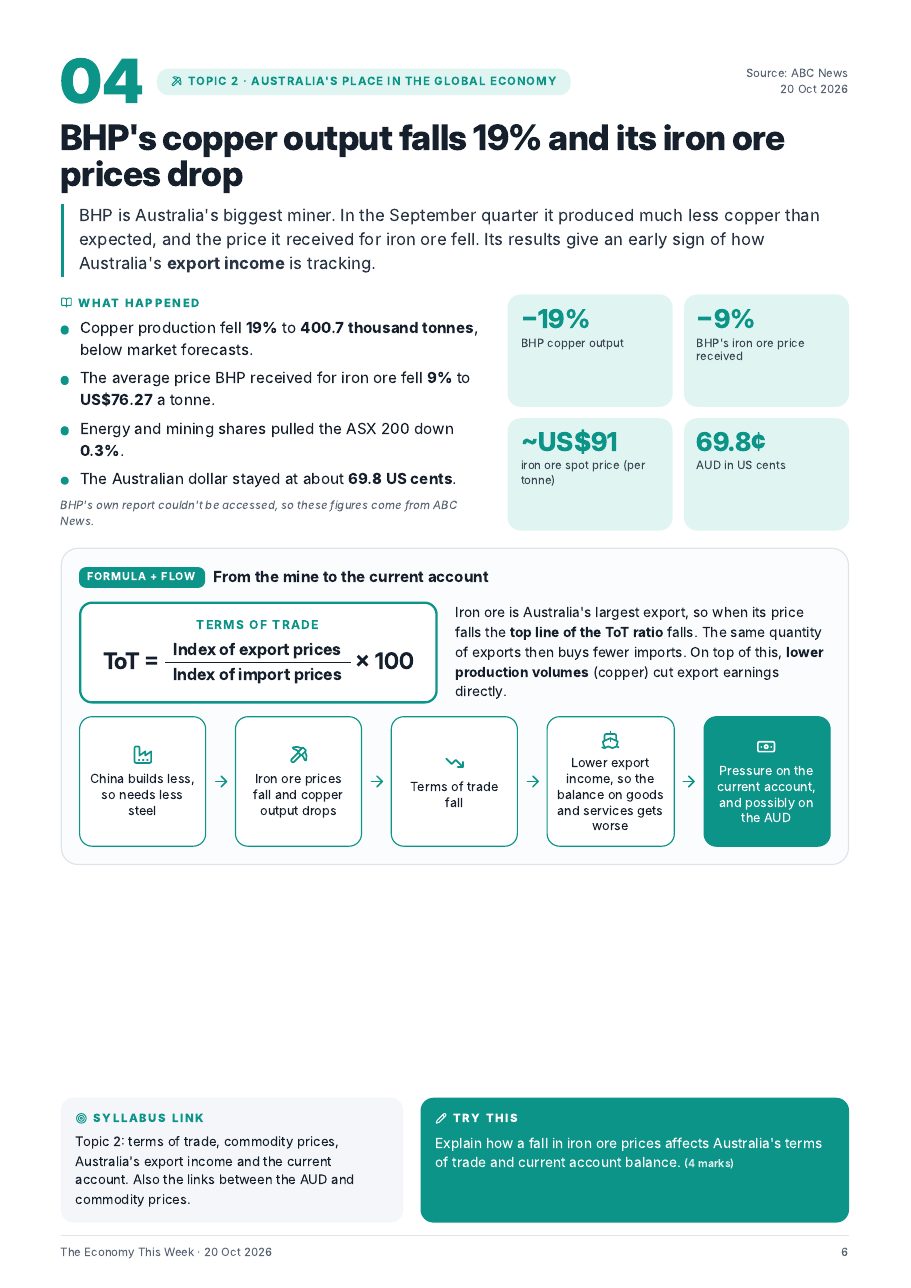 04
TOPIC 2 · AUSTRALIA'S PLACE IN THE GLOBAL ECONOMY
Source: ABC News
20 Oct 2026
BHP's copper output falls 19% and its iron ore
prices drop
BHP is Australia's biggest miner. In the September quarter it produced much less copper than
expected, and the price it received for iron ore fell. Its results give an early sign of how
Australia's export income is tracking.
WHAT HAPPENED
Copper production fell 19% to 400.7 thousand tonnes,
below market forecasts.
The average price BHP received for iron ore fell 9% to
US$76.27 a tonne.
Energy and mining shares pulled the ASX 200 down
0.3%.
The Australian dollar stayed at about 69.8 US cents.
BHP's own report couldn't be accessed, so these figures come from ABC
News.
−19%
BHP copper output
−9%
BHP's iron ore price
received
~US$91
iron ore spot price (per
tonne)
69.8¢
AUD in US cents
FORMULA + FLOW
From the mine to the current account
TERMS OF TRADE
ToT = Index of export prices
Index of import prices × 100
Iron ore is Australia's largest export, so when its price
falls the top line of the ToT ratio falls. The same quantity
of exports then buys fewer imports. On top of this, lower
production volumes (copper) cut export earnings
directly.
China builds less,
so needs less
steel
Iron ore prices
fall and copper
output drops
Terms of trade
fall
Lower export
income, so the
balance on goods
and services gets
worse
Pressure on the
current account,
and possibly on
the AUD
SYLLABUS LINK
Topic 2: terms of trade, commodity prices,
Australia's export income and the current
account. Also the links between the AUD and
commodity prices.
TRY THIS
Explain how a fall in iron ore prices affects Australia's terms
of trade and current account balance. (4 marks)
The Economy This Week · 20 Oct 2026
6